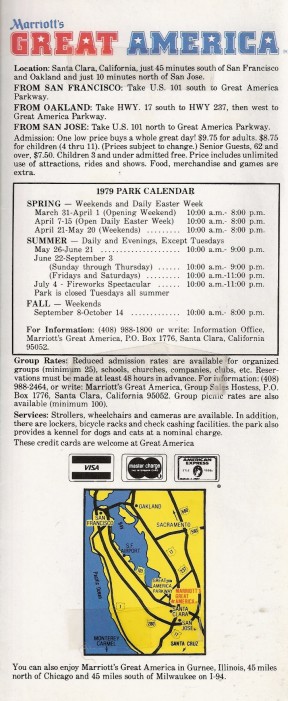 Marriott's
GREAT AMERICA
Location: Santa Clara, California, just 45 minutes south of San Francisco
and Oakland and just 10 minutes north of San Jose.
FROM SAN FRANCISCO: Take U.S. 101 south to Great America
Parkway.
FROM OAKLAND: Take HWY. 17 south to HWY 237, then west to
Great America Parkway.
FROM SAN JOSE: Take U.S. 101 north to Great America Parkway.
Admission: One low price buys a whole great day! $9.75 for adults. $8.75
for children (4 thru 11). (Prices subject to change.) Senior Guests, 62 and
over, $7.50. Children 3 and under admitted free. Price includes unlimited
use of attractions, rides and shows. Food, merchandise and games are
extra.
1979 PARK CALENDAR
SPRING — Weekends and Daily Easter Week
March 31-April 1 (Opening Weekend) 10:00 a.m.- 8:00 p.m.
April 7-15 (Open Daily Easter Week) 10:00 a.m.- 8:00 p.m.
April 21-May 20 (Weekends) ......... 10:00 a.m.- 8:00 p.m.
SUMMER — Daily and Evenings, Except Tuesdays
May 26-June 21 ..................... 10:00 a.m.- 9:00 p.m.
June 22-September 3
(Sunday through Thursday) ...... 10:00 a.m.- 9:00 p.m.
(Fridays and Saturdays) .......... 10:00 a.m.-11:00 p.m.
July 4 - Fireworks Spectacular ....... 10:00 a.m.-11:00 p.m.
Park is closed Tuesdays all summer
FALL — Weekends
September 8-October 14 ............. 10:00 a.m.- 8:00 p.m.
For Information: (408) 988-1800 or write: Information Office,
Marriott's Great America, P.O. Box 1776, Santa Clara, California
95052.
Group Rates: Reduced admission rates are available for organized
groups (minimum 25), schools, churches, companies, clubs, etc. Reser-
vations must be made at least 48 hours in advance. For information: (408)
988-2464, or write: Marriott's Great America, Group Sales Hostess, P.O.
Box 1776, Santa Clara, California 95052. Group picnic rates are also
available (minimum 100).
Services: Strollers, wheelchairs and cameras are available. In addition,
there are lockers, bicycle racks and check cashing facilities. the park also
provides a kennel for dogs and cats at a nominal charge.
These credit cards are welcome at Great America
VISA
master charge
AMERICAN
EXPRESS
OAKLAND
SAN
FRANCISCO
Bay
SACRAMENTO
S.F.
AIRPORT
GREAT
AMERICA
PARKWAY
MARRIOTT'S
GREAT
AMERICA
SANTA
CLARA
SAN
JOSE
280
MONTEREY
CARMEL
SANTA CRUZ
You can also enjoy Marriott's Great America in Gurnee, Illinois, 45 miles
north of Chicago and 45 miles south of Milwaukee on I-94.